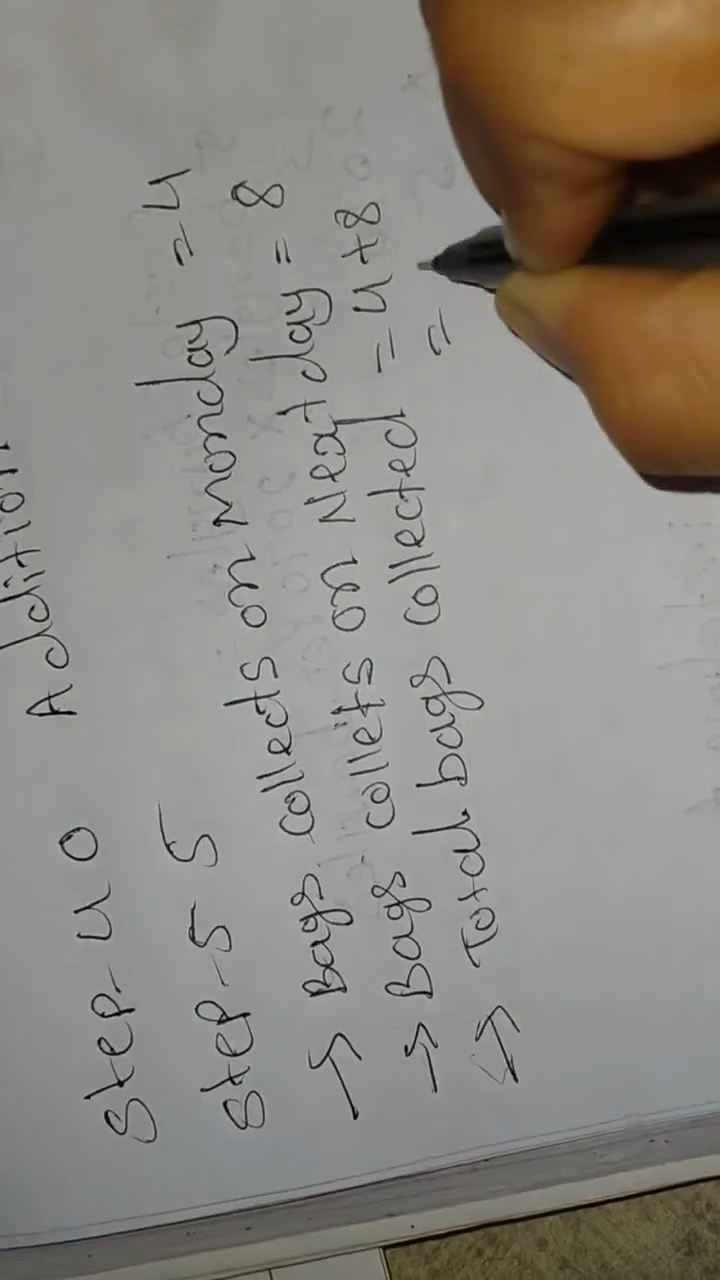 Step-4 O Addition
Step-5 S
→ Bags collects on monday = 4
→ Bags collets on Next day = 8
↔ Total bags collected = 4 + 8
=